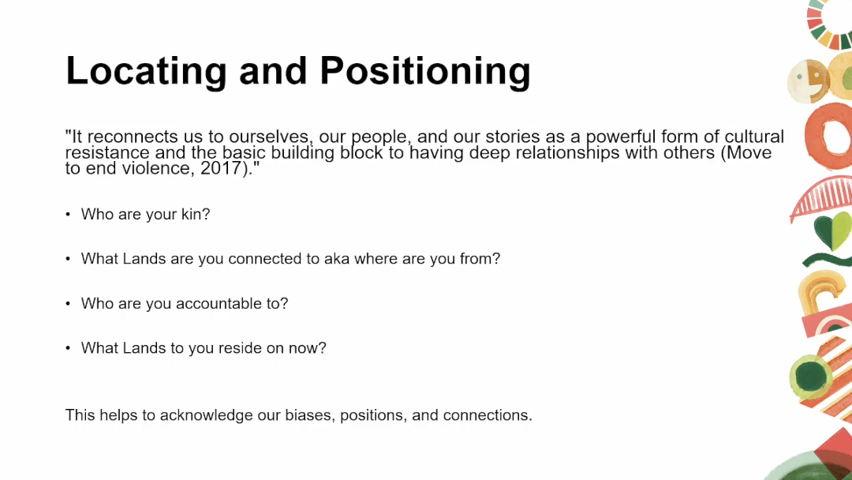 Locating and Positioning
"It reconnects us to ourselves, our people, and our stories as a powerful form of cultural
resistance and the basic building block to having deep relationships with others (Move
to end violence, 2017)."
• Who are your kin?
• What Lands are you connected to aka where are you from?
• Who are you accountable to?
• What Lands to you reside on now?
This helps to acknowledge our biases, positions, and connections.